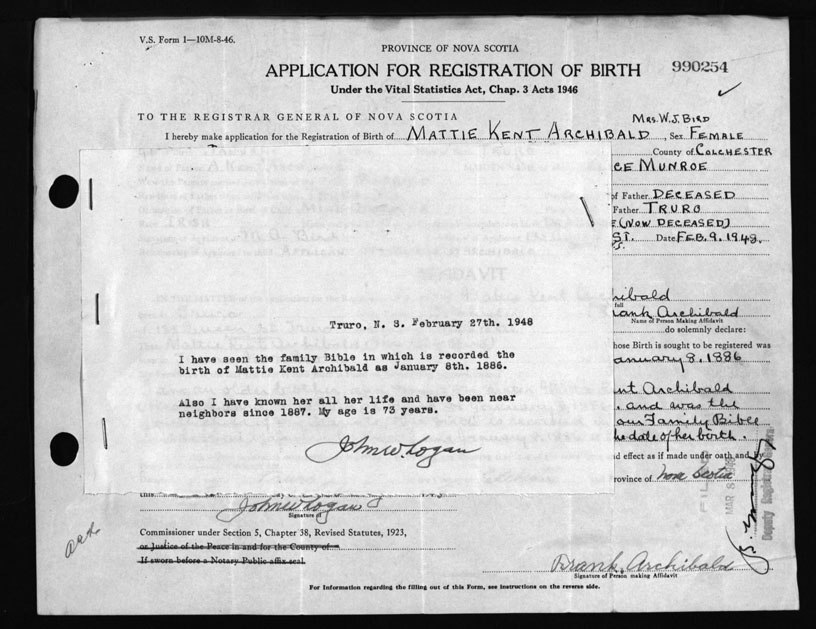 V.S. Form 1—10M-8-46.
PROVINCE OF NOVA SCOTIA
APPLICATION FOR REGISTRATION OF BIRTH
990254
Under the Vital Statistics Act, Chap. 3 Acts 1946
TO THE REGISTRAR GENERAL OF NOVA SCOTIA
MRS. W. J. BIRD
I hereby make application for the Registration of Birth of MATTIE KENT ARCHIBALD, Sex FEMALE
County of COLCHESTER
CE MUNROE
of Father DECEASED
Father TRURO
(NOW DECEASED)
ST. Date FEB. 9. 1948.
ibald
rank Archibald
Name of Person Making Affidavit
do solemnly declare:
hose Birth is sought to be registered was
anuary 8, 1886
Truro, N. S. February 27th. 1948
I have seen the family Bible in which is recorded the
birth of Mattie Kent Archibald as January 8th. 1886.
Also I have known her all her life and have been near
neighbors since 1887. My age is 73 years.
John W. Logan
nt Archibald
and was the
our Family Bible
he date of her birth.
d effect as if made under oath and by
rovince of Nova Scotia
John W Logan
Signature of
Commissioner under Section 5, Chapter 38, Revised Statutes, 1923,
or Justice of the Peace in and for the County of
If sworn before a Notary Public affix seal.
Frank Archibald
Signature of Person making Affidavit
For Information regarding the filling out of this Form, see instructions on the reverse side.